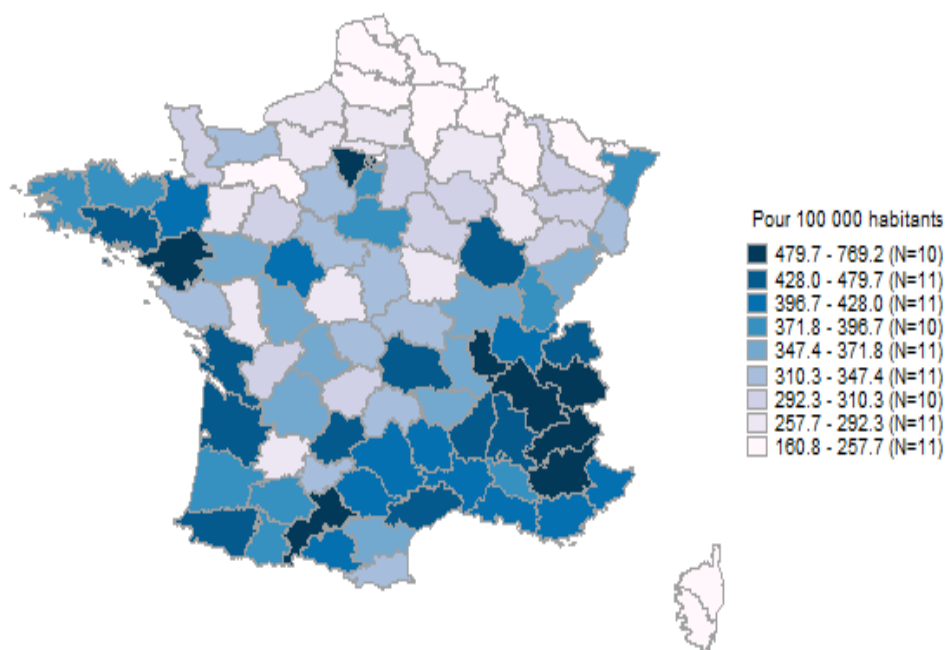 Pour 100 000 habitants
479.7 - 769.2 (N=10)
428.0 - 479.7 (N=11)
396.7 - 428.0 (N=11)
371.8 - 396.7 (N=10)
347.4 - 371.8 (N=11)
310.3 - 347.4 (N=11)
292.3 - 310.3 (N=10)
257.7 - 292.3 (N=11)
160.8 - 257.7 (N=11)